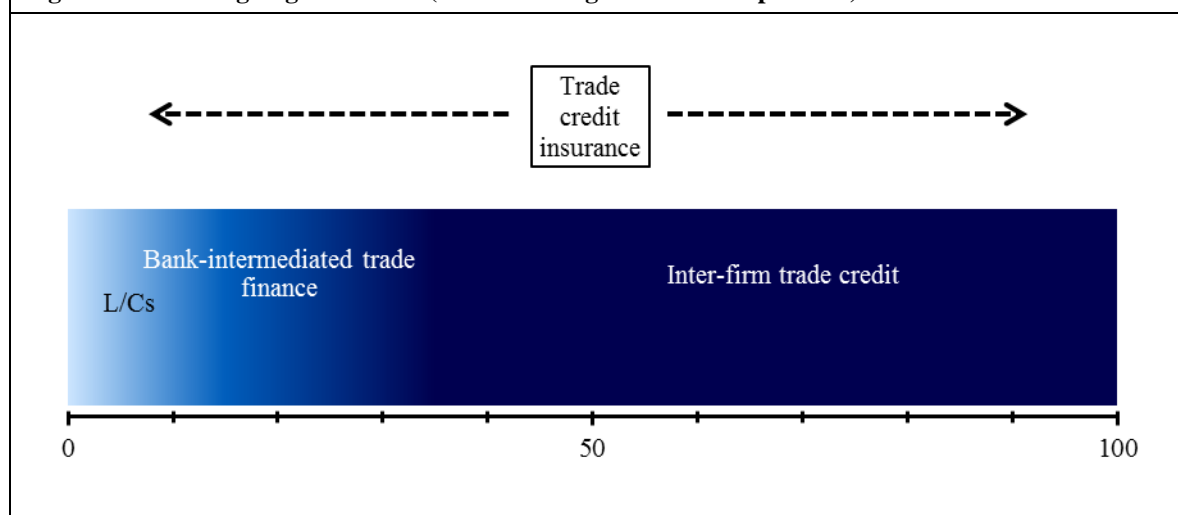 Trade
credit
insurance
Bank-intermediated trade
finance
Inter-firm trade credit
L/Cs
0 50 100